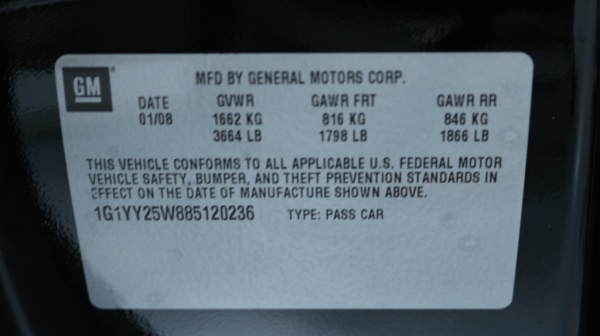 GM
MFD BY GENERAL MOTORS CORP.
DATE GVWR GAWR FRT GAWR RR
01/08 1662 KG 816 KG 846 KG
3664 LB 1798 LB 1866 LB
THIS VEHICLE CONFORMS TO ALL APPLICABLE U.S. FEDERAL MOTOR
VEHICLE SAFETY, BUMPER, AND THEFT PREVENTION STANDARDS IN
EFFECT ON THE DATE OF MANUFACTURE SHOWN ABOVE.
1G1YY25W885120236 TYPE: PASS CAR